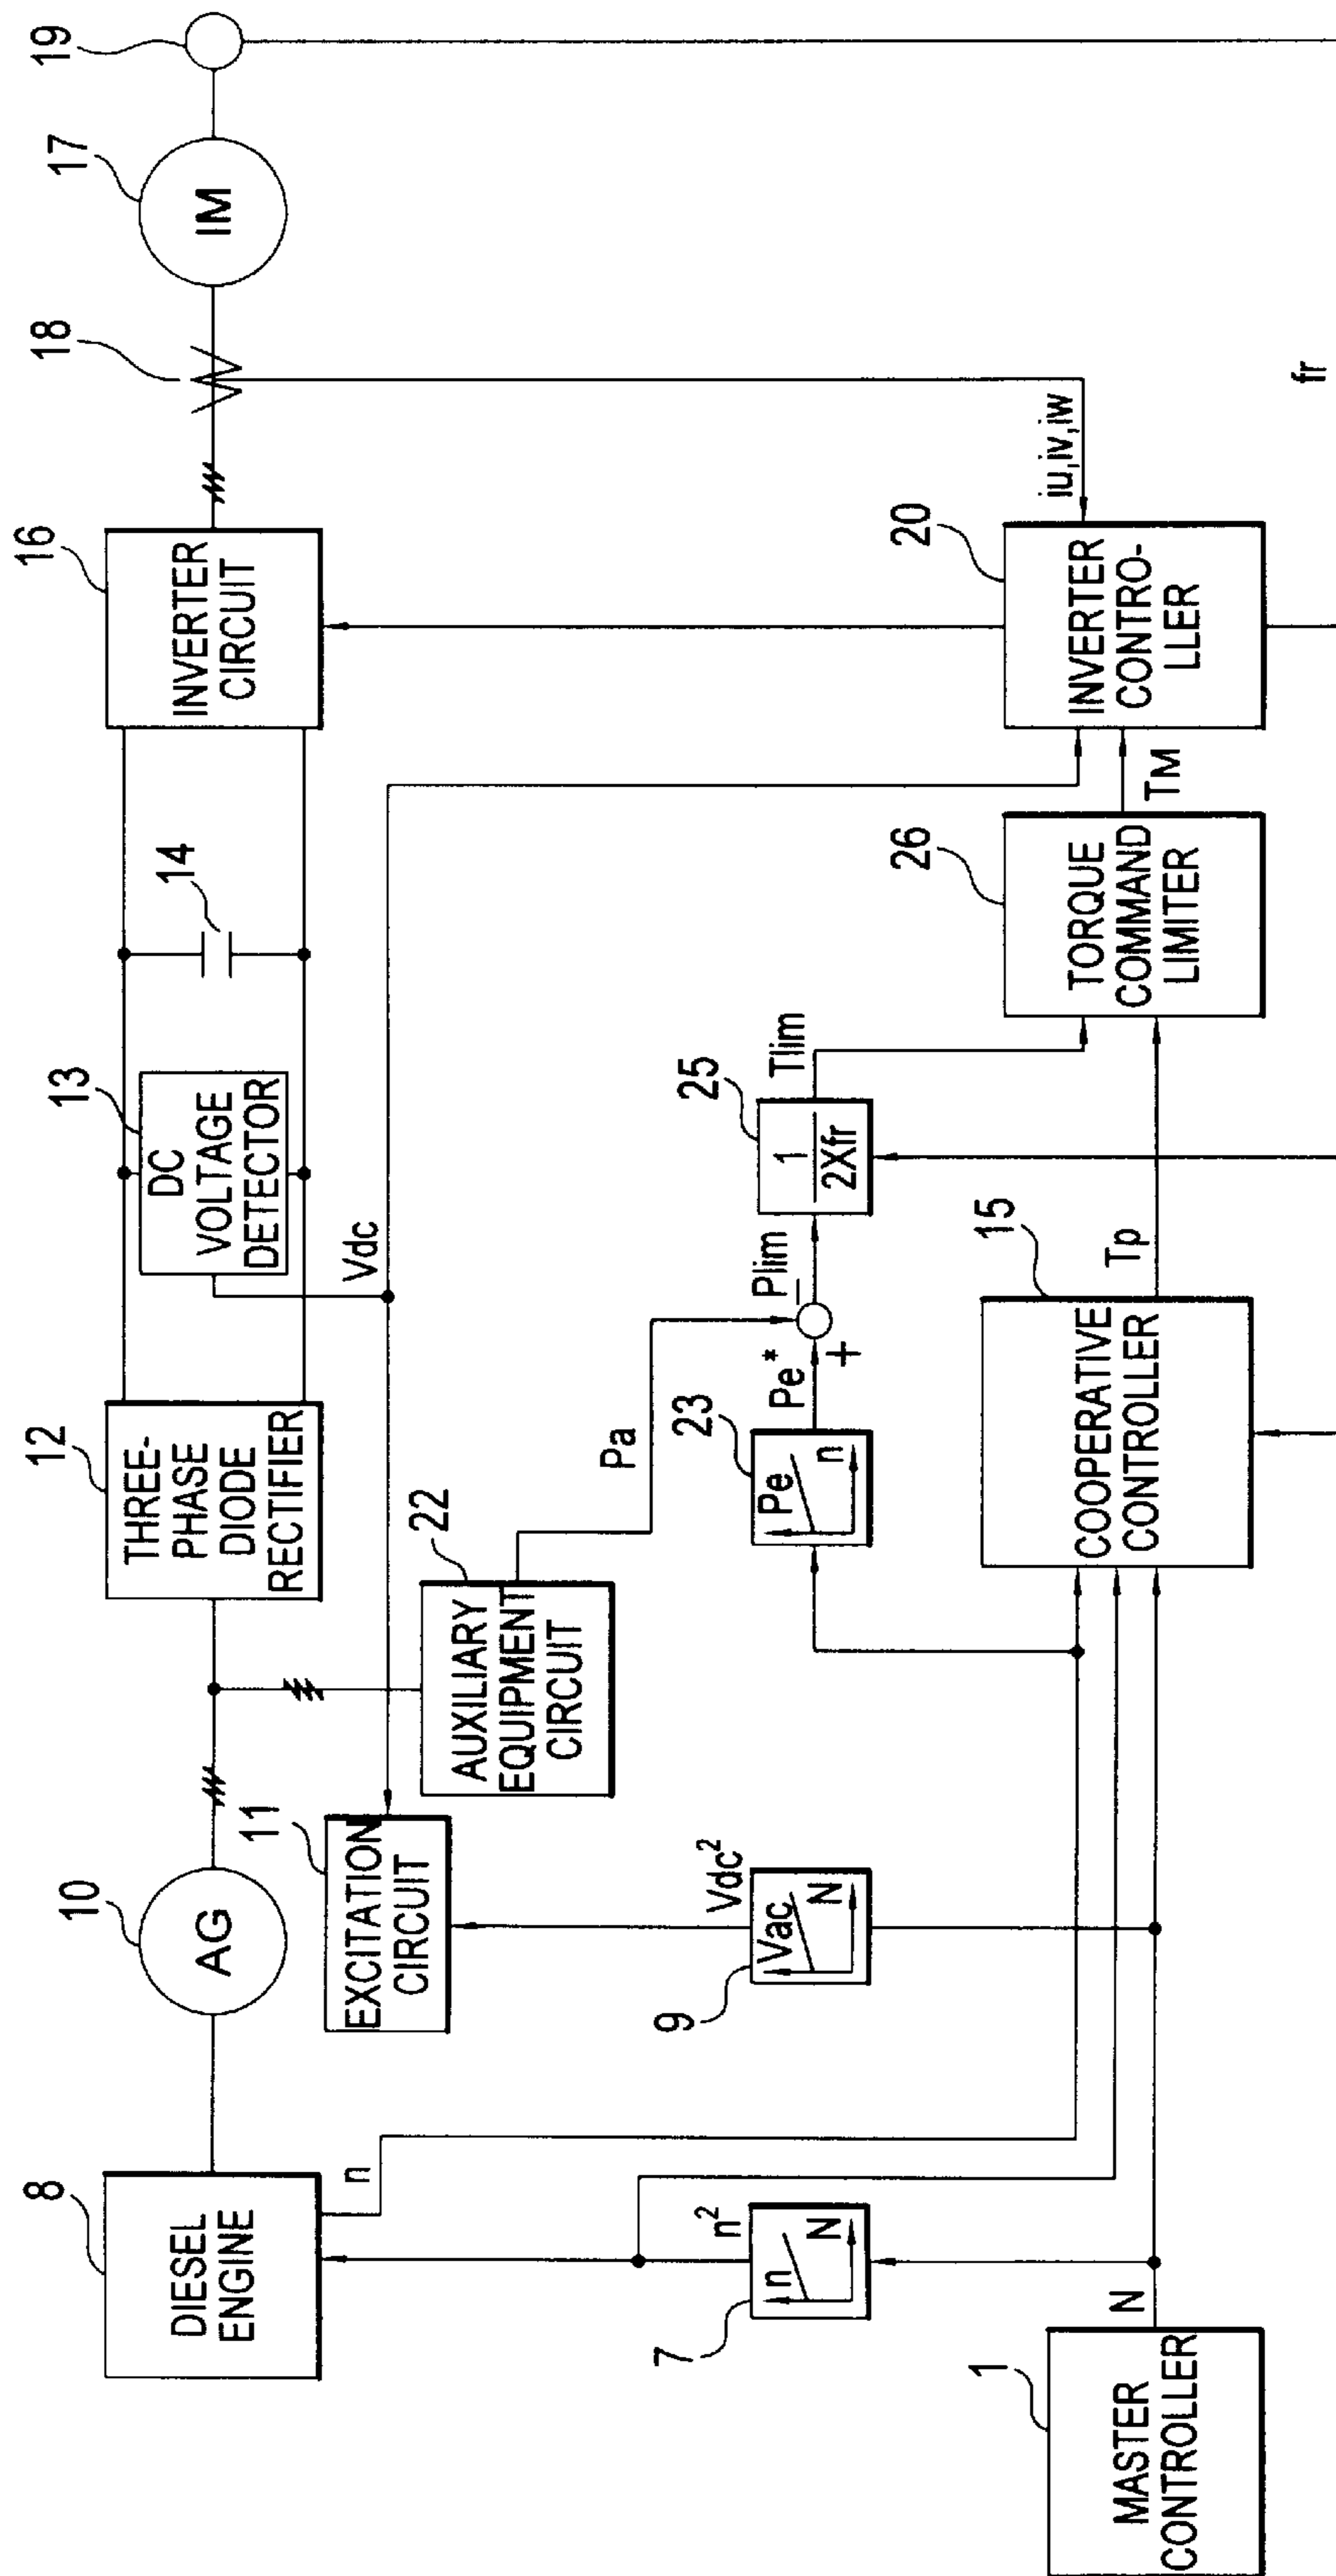 8
DIESEL
ENGINE
10
AG
12
THREE-
PHASE
DIODE
RECTIFIER
13
DC
VOLTAGE
DETECTOR
14
16
INVERTER
CIRCUIT
18
17
IM
19
n
11
EXCITATION
CIRCUIT
22
AUXILIARY
EQUIPMENT
CIRCUIT
Vdc
Pa
7
n
N
n²
9
Vac
N
Vdc²
23
Pe
n
Pe*
+
−
Plim
25
1
2Xfr
Tlim
1
MASTER
CONTROLLER
N
15
COOPERATIVE
CONTROLLER
Tp
26
TORQUE
COMMAND
LIMITER
TM
20
INVERTER
CONTRO-
LLER
iu,iv,iw
fr